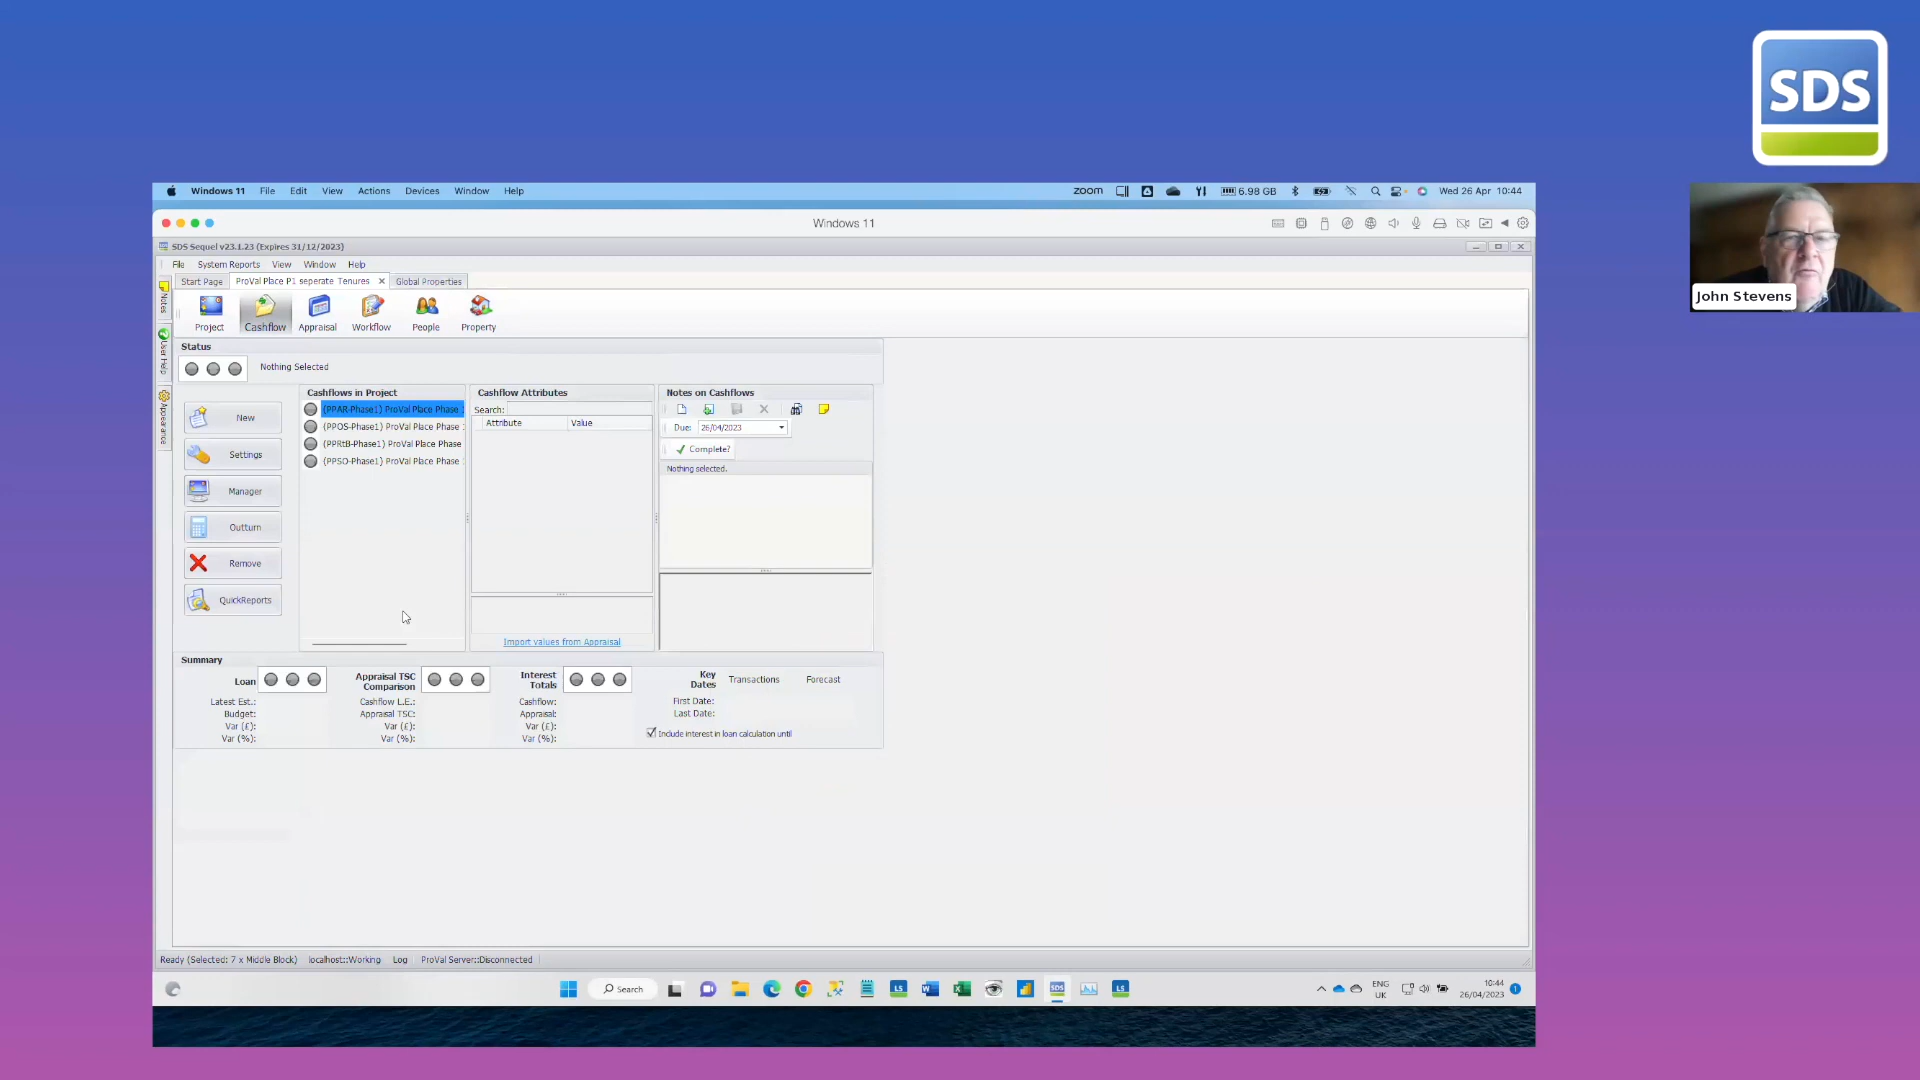 SDS
John Stevens
Windows 11 File Edit View Actions Devices Window Help
zoom 6.98 GB Wed 26 Apr 10:44
Windows 11
SDS Sequel v23.1.23 (Expires 31/12/2023)
File System Reports View Window Help
Start Page ProVal Place P1 seperate Tenures Global Properties
Notes
User Help
Appearance
Project Cashflow Appraisal Workflow People Property
Status
Nothing Selected
New
Settings
Manager
Outturn
Remove
QuickReports
Cashflows in Project
(PPAR-Phase1) ProVal Place Phase
(PPOS-Phase1) ProVal Place Phase
(PPRtB-Phase1) ProVal Place Phase
(PPSO-Phase1) ProVal Place Phase
Cashflow Attributes
Search:
Attribute Value
Import values from Appraisal
Notes on Cashflows
Due: 26/04/2023
Complete?
Nothing selected.
Summary
Loan
Latest Est.:
Budget:
Var (£):
Var (%):
Appraisal TSC
Comparison
Cashflow L.E.:
Appraisal TSC:
Var (£):
Var (%):
Interest
Totals
Cashflow:
Appraisal:
Var (£):
Var (%):
Key
Dates Transactions Forecast
First Date:
Last Date:
Include interest in loan calculation until
Ready (Selected: 7 x Middle Block) localhost::Working Log ProVal Server::Disconnected
Search
LS
SDS
LS
ENG
UK
10:44
26/04/2023
1